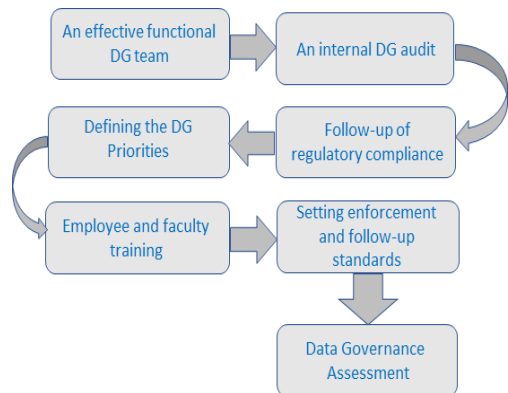 An effective functional
DG team
An internal DG audit
Follow-up of
regulatory compliance
Defining the DG
Priorities
Employee and faculty
training
Setting enforcement
and follow-up
standards
Data Governance
Assessment